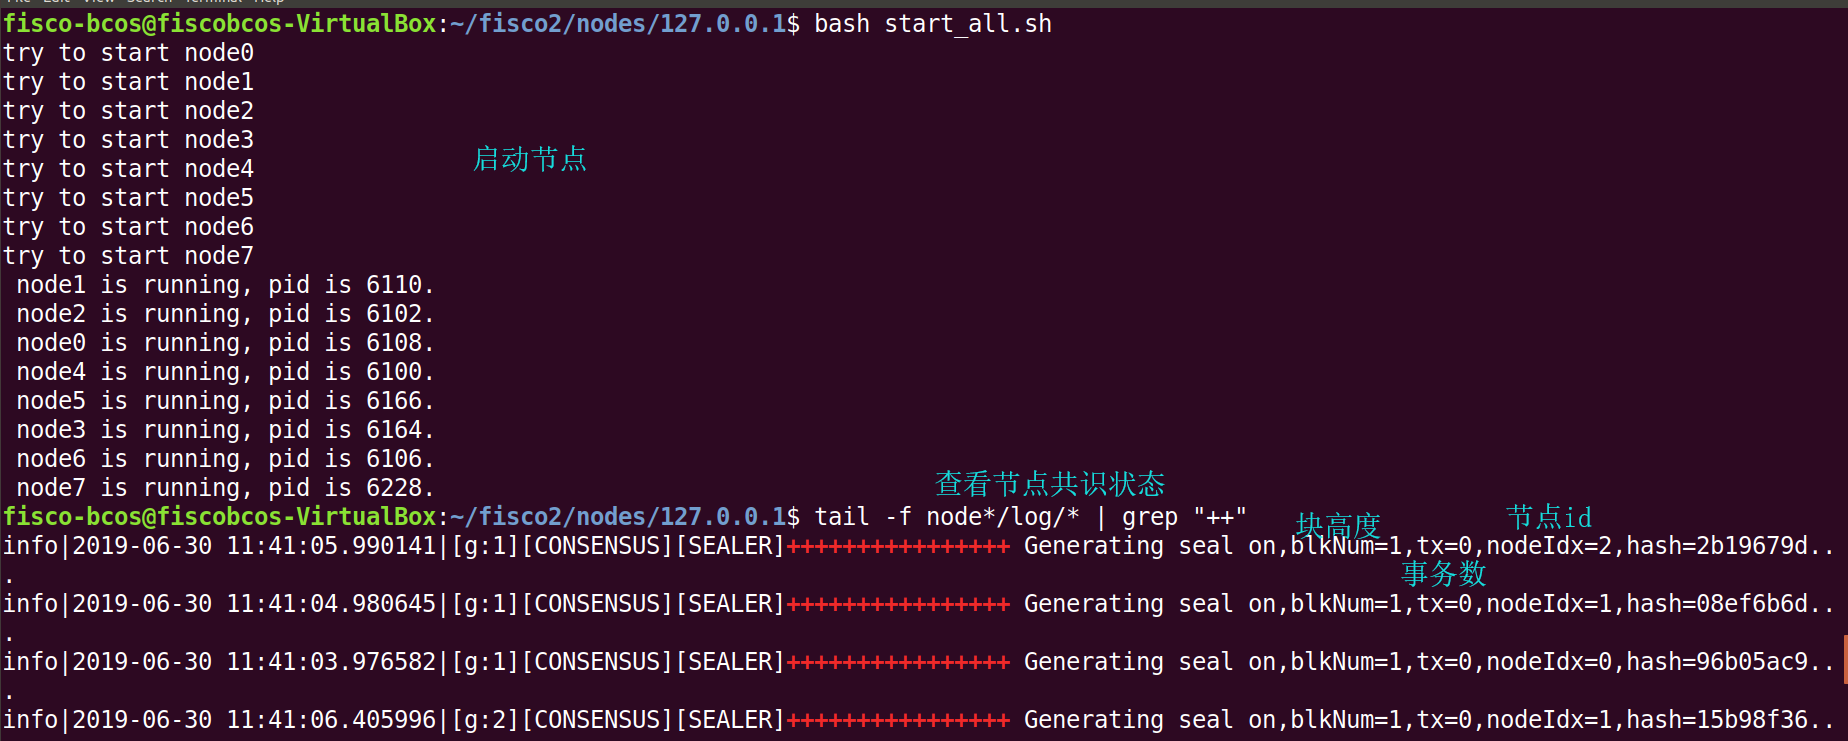 File Edit View Search Terminal Help
fisco-bcos@fiscobcos-VirtualBox:~/fisco2/nodes/127.0.0.1$ bash start_all.sh
try to start node0
try to start node1
try to start node2
try to start node3
启动节点
try to start node4
try to start node5
try to start node6
try to start node7
node1 is running, pid is 6110.
node2 is running, pid is 6102.
node0 is running, pid is 6108.
node4 is running, pid is 6100.
node5 is running, pid is 6166.
node3 is running, pid is 6164.
node6 is running, pid is 6106.
node7 is running, pid is 6228.
查看节点共识状态
fisco-bcos@fiscobcos-VirtualBox:~/fisco2/nodes/127.0.0.1$ tail -f node*/log/* | grep "++"
块高度
节点id
info|2019-06-30 11:41:05.990141|[g:1][CONSENSUS][SEALER]++++++++++++++++ Generating seal on,blkNum=1,tx=0,nodeIdx=2,hash=2b19679d..
.
事务数
info|2019-06-30 11:41:04.980645|[g:1][CONSENSUS][SEALER]++++++++++++++++ Generating seal on,blkNum=1,tx=0,nodeIdx=1,hash=08ef6b6d..
.
info|2019-06-30 11:41:03.976582|[g:1][CONSENSUS][SEALER]++++++++++++++++ Generating seal on,blkNum=1,tx=0,nodeIdx=0,hash=96b05ac9..
.
info|2019-06-30 11:41:06.405996|[g:2][CONSENSUS][SEALER]++++++++++++++++ Generating seal on,blkNum=1,tx=0,nodeIdx=1,hash=15b98f36..